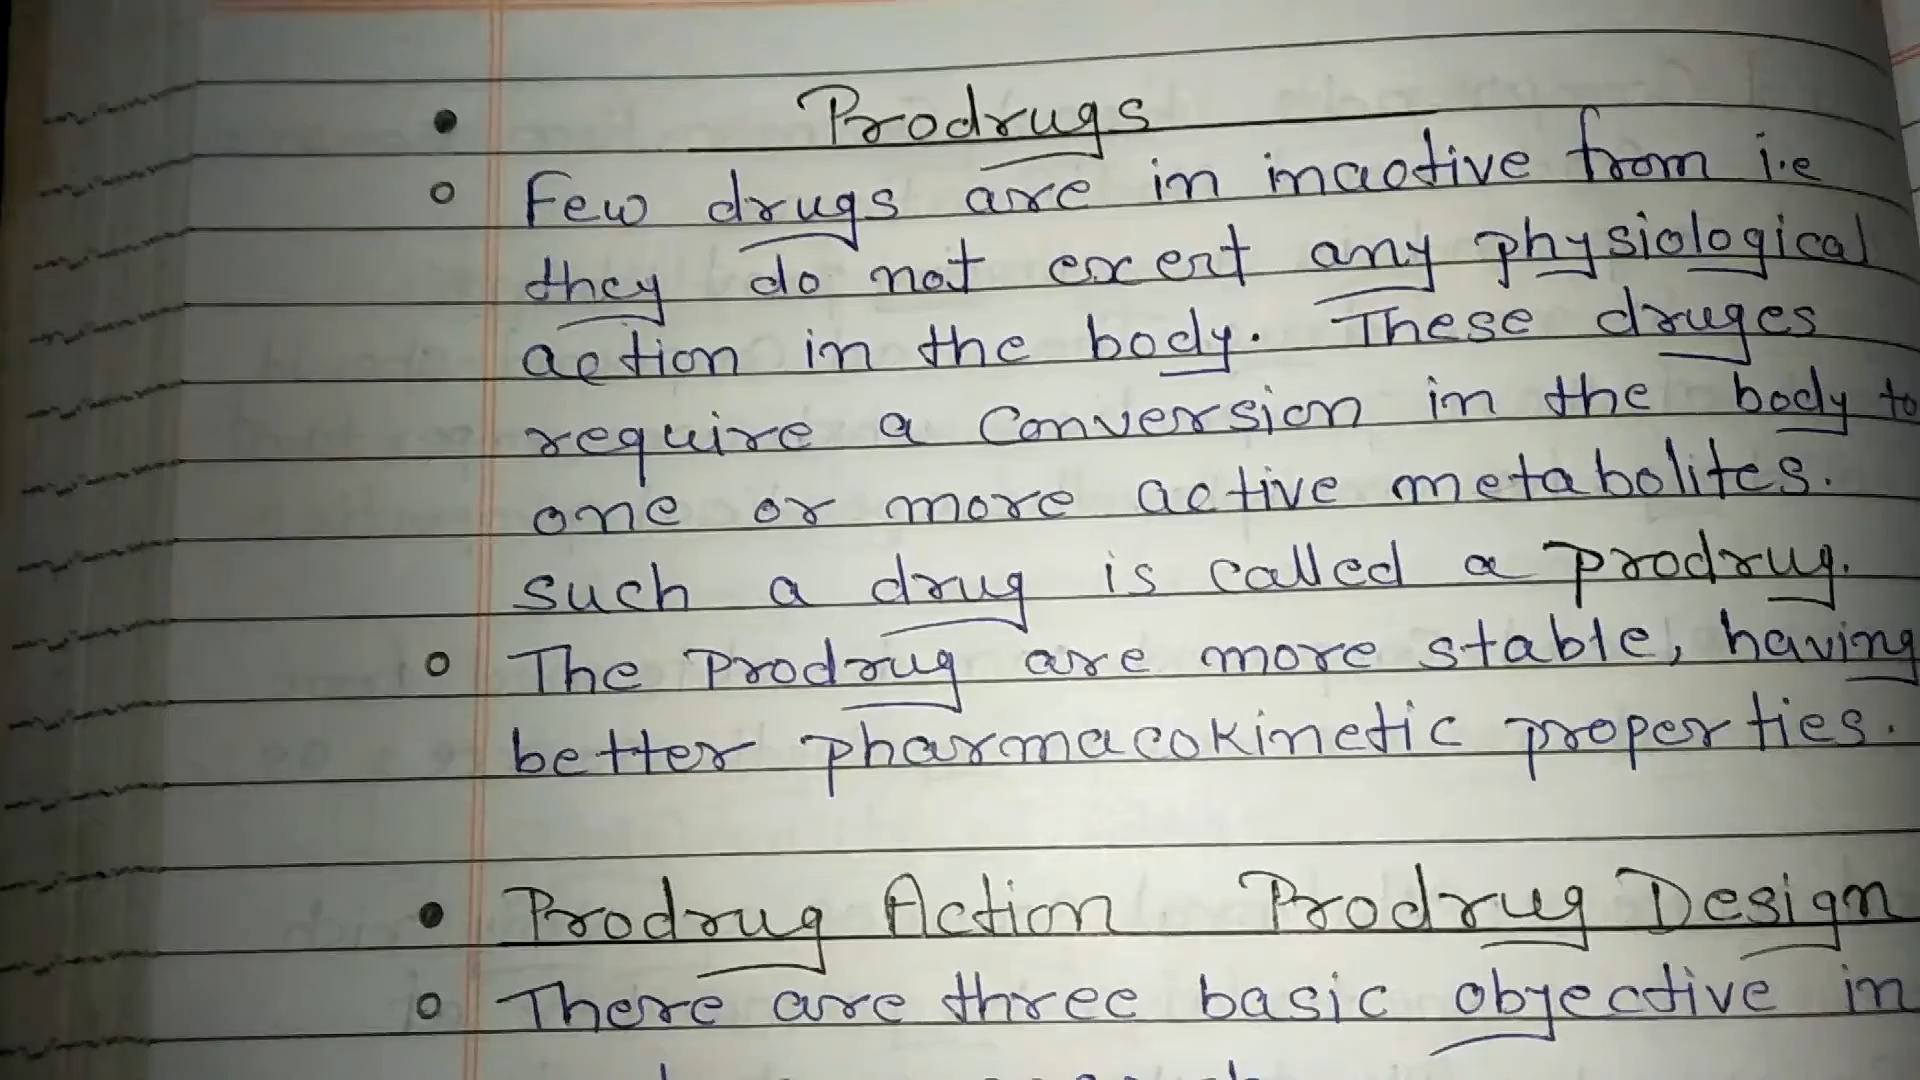 Prodrugs
Few drugs are in inactive from i.e
they do not excert any physiological
action in the body. These druges
require a conversion in the body to
one or more active metabolites.
such a drug is called a prodrug.
The Prodrug are more stable, having
better pharmacokinetic properties.
Prodrug Action Prodrug Design
There are three basic objective in